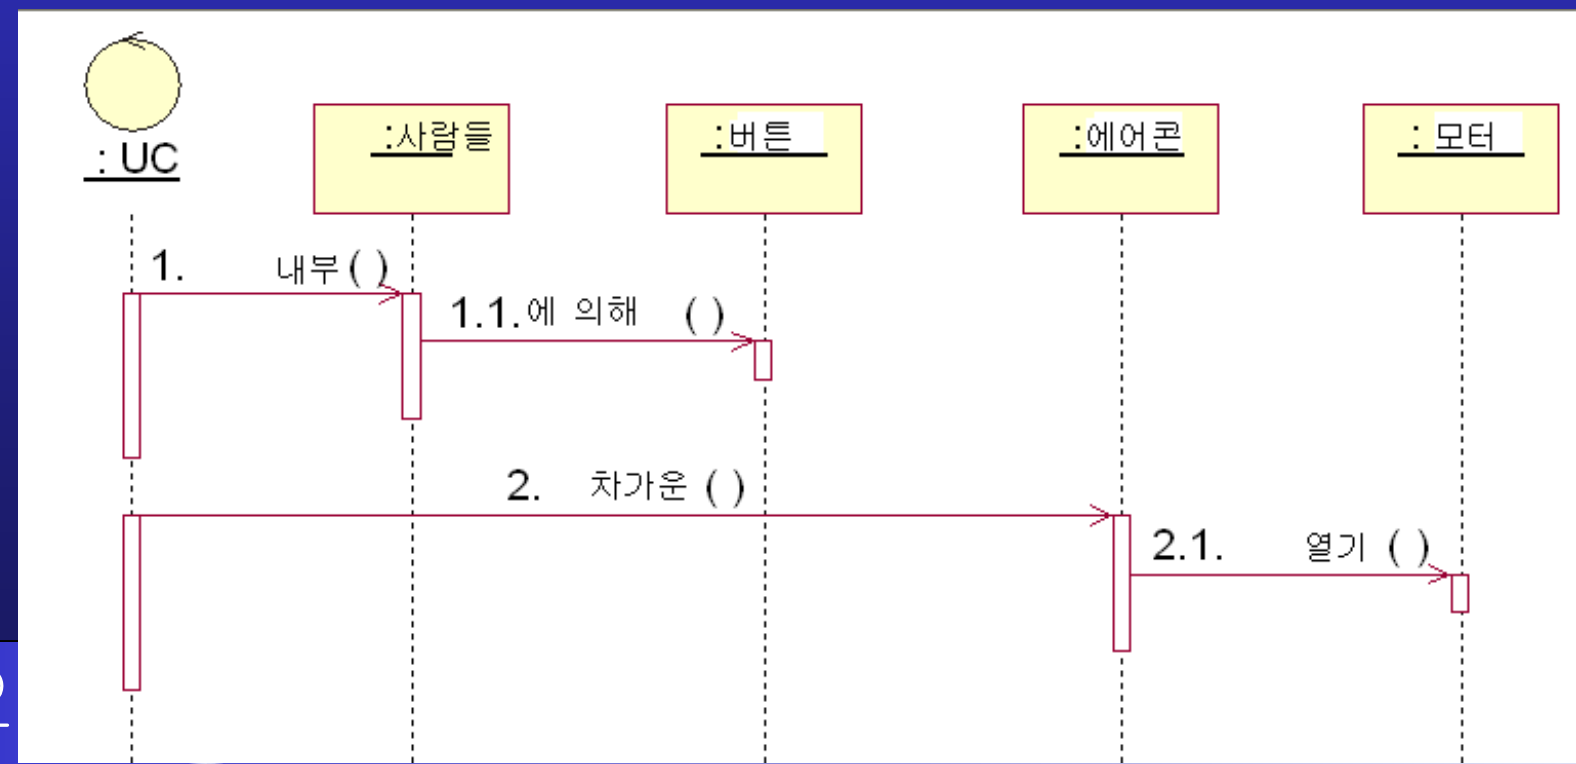 : UC
:사람들
:버튼
:에어콘
: 모터
1. 내부 ( )
1.1. 에 의해 ( )
2. 차가운 ( )
2.1. 열기 ( )